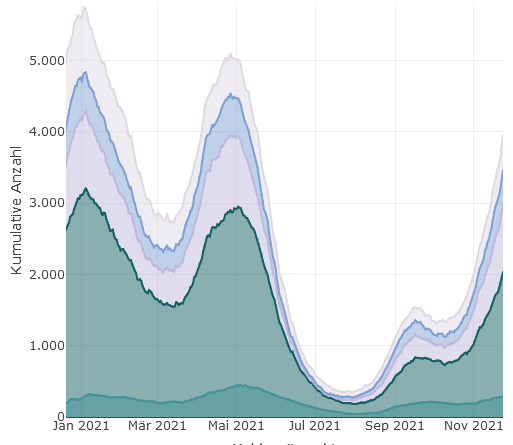 Kumulative Anzahl
5.000
4.000
3.000
2.000
1.000
0
Jan 2021
Mär 2021
Mai 2021
Jul 2021
Sep 2021
Nov 2021